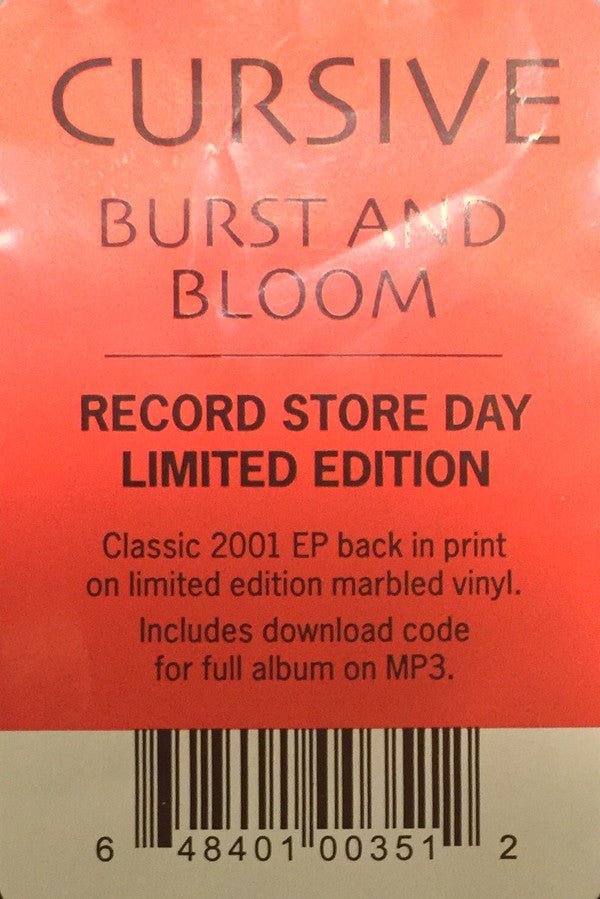 CURSIVE
BURST AND
BLOOM
RECORD STORE DAY
LIMITED EDITION
Classic 2001 EP back in print
on limited edition marbled vinyl.
Includes download code
for full album on MP3.
6 48401 00351 2